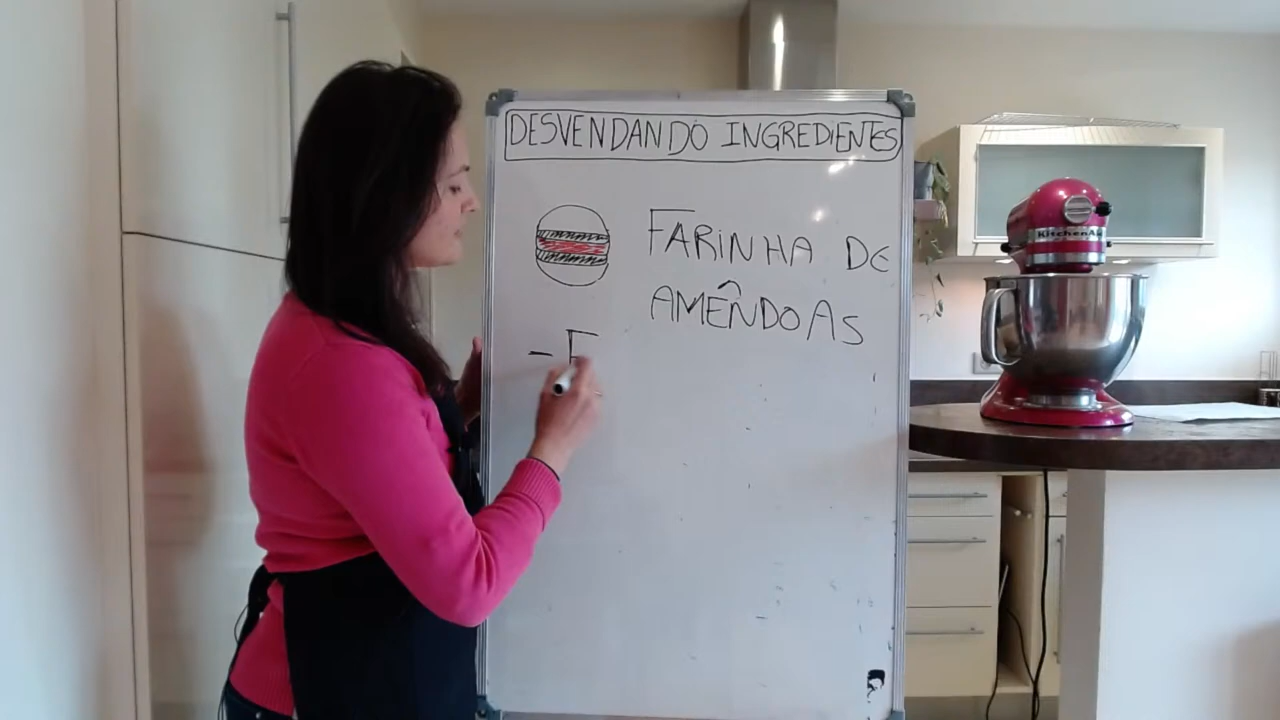 DESVENDANDO INGREDIENTES
FARINHA DE
AMÊNDOAS
- F
KitchenAid